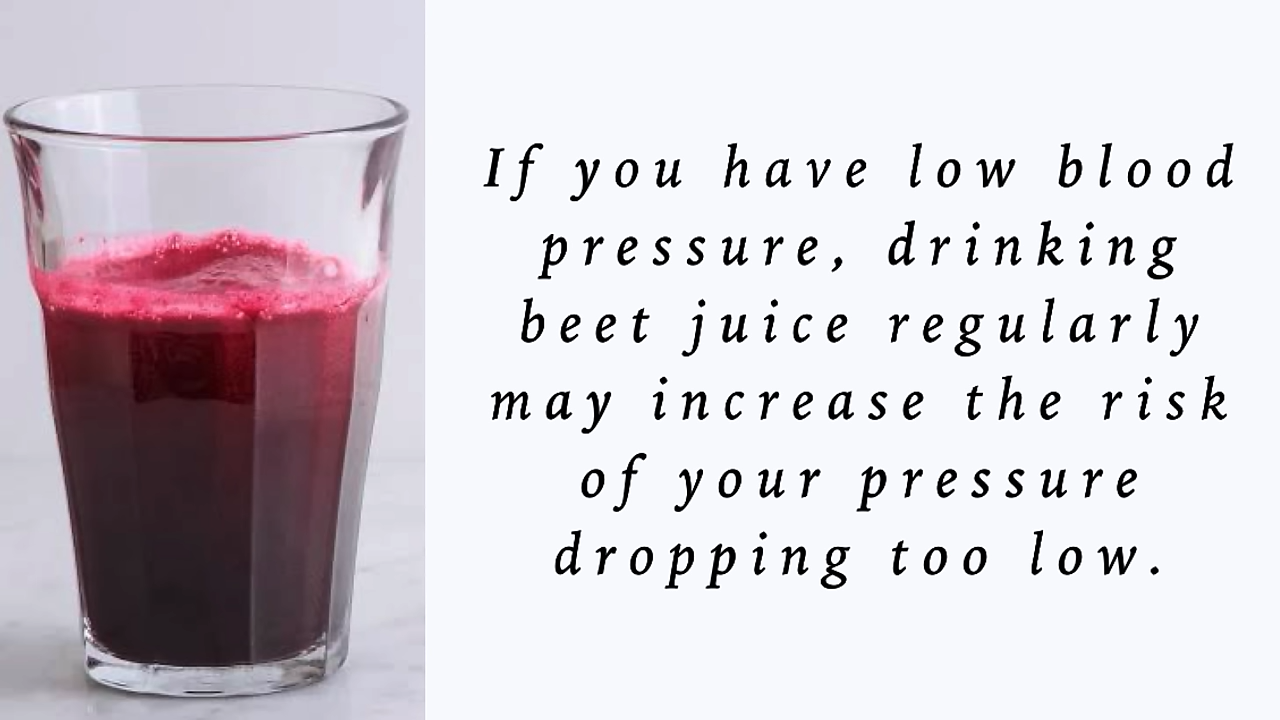 If you have low blood
pressure, drinking
beet juice regularly
may increase the risk
of your pressure
dropping too low.